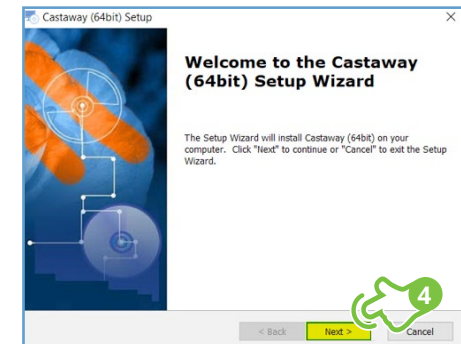 Castaway (64bit) Setup
Welcome to the Castaway
(64bit) Setup Wizard
The Setup Wizard will install Castaway (64bit) on your
computer. Click "Next" to continue or "Cancel" to exit the Setup
Wizard.
4
< Back Next > Cancel